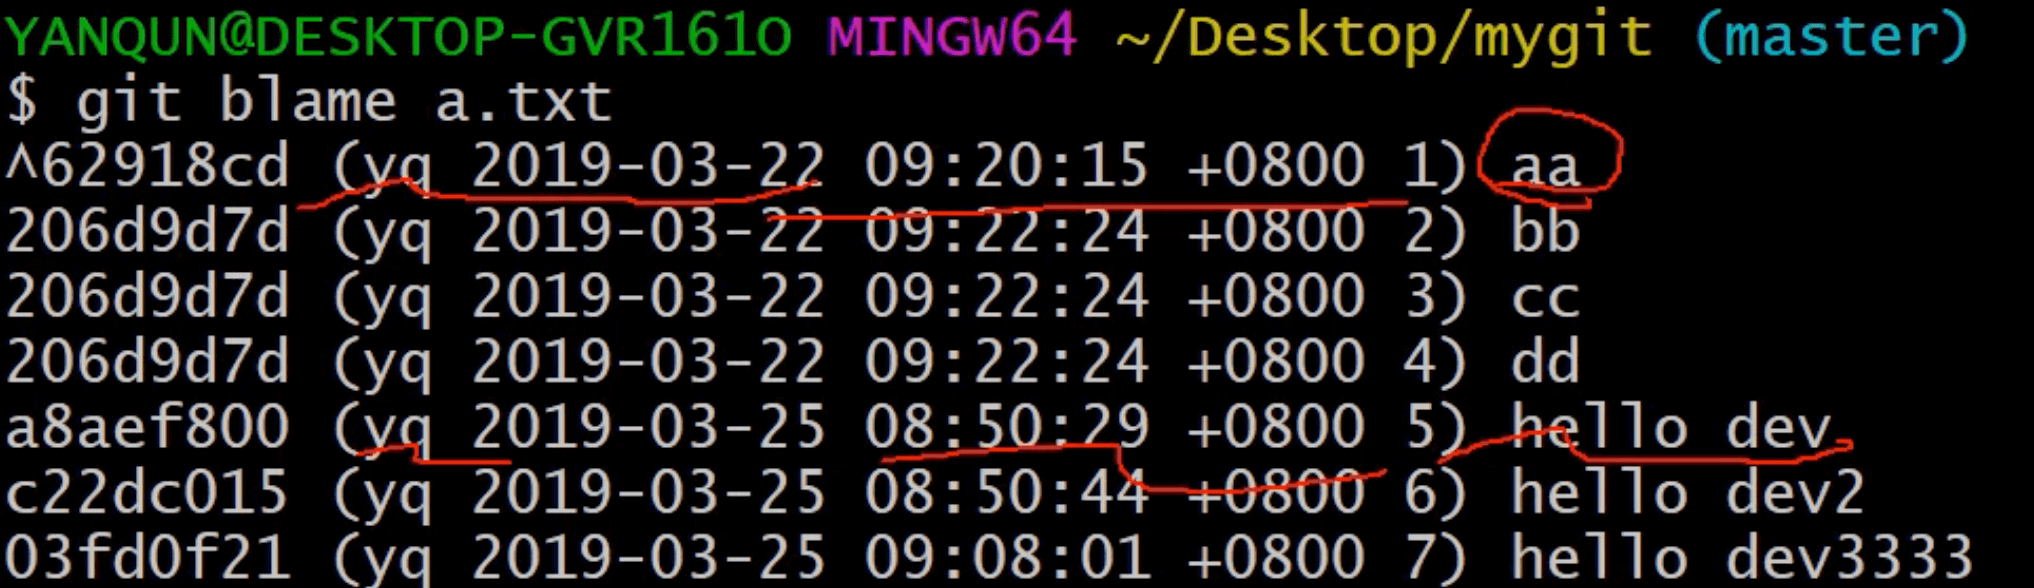 YANQUN@DESKTOP-GVR161O MINGW64 ~/Desktop/mygit (master)
$ git blame a.txt
^62918cd (yq 2019-03-22 09:20:15 +0800 1) aa
206d9d7d (yq 2019-03-22 09:22:24 +0800 2) bb
206d9d7d (yq 2019-03-22 09:22:24 +0800 3) cc
206d9d7d (yq 2019-03-22 09:22:24 +0800 4) dd
a8aef800 (yq 2019-03-25 08:50:29 +0800 5) hello dev
c22dc015 (yq 2019-03-25 08:50:44 +0800 6) hello dev2
03fd0f21 (yq 2019-03-25 09:08:01 +0800 7) hello dev3333